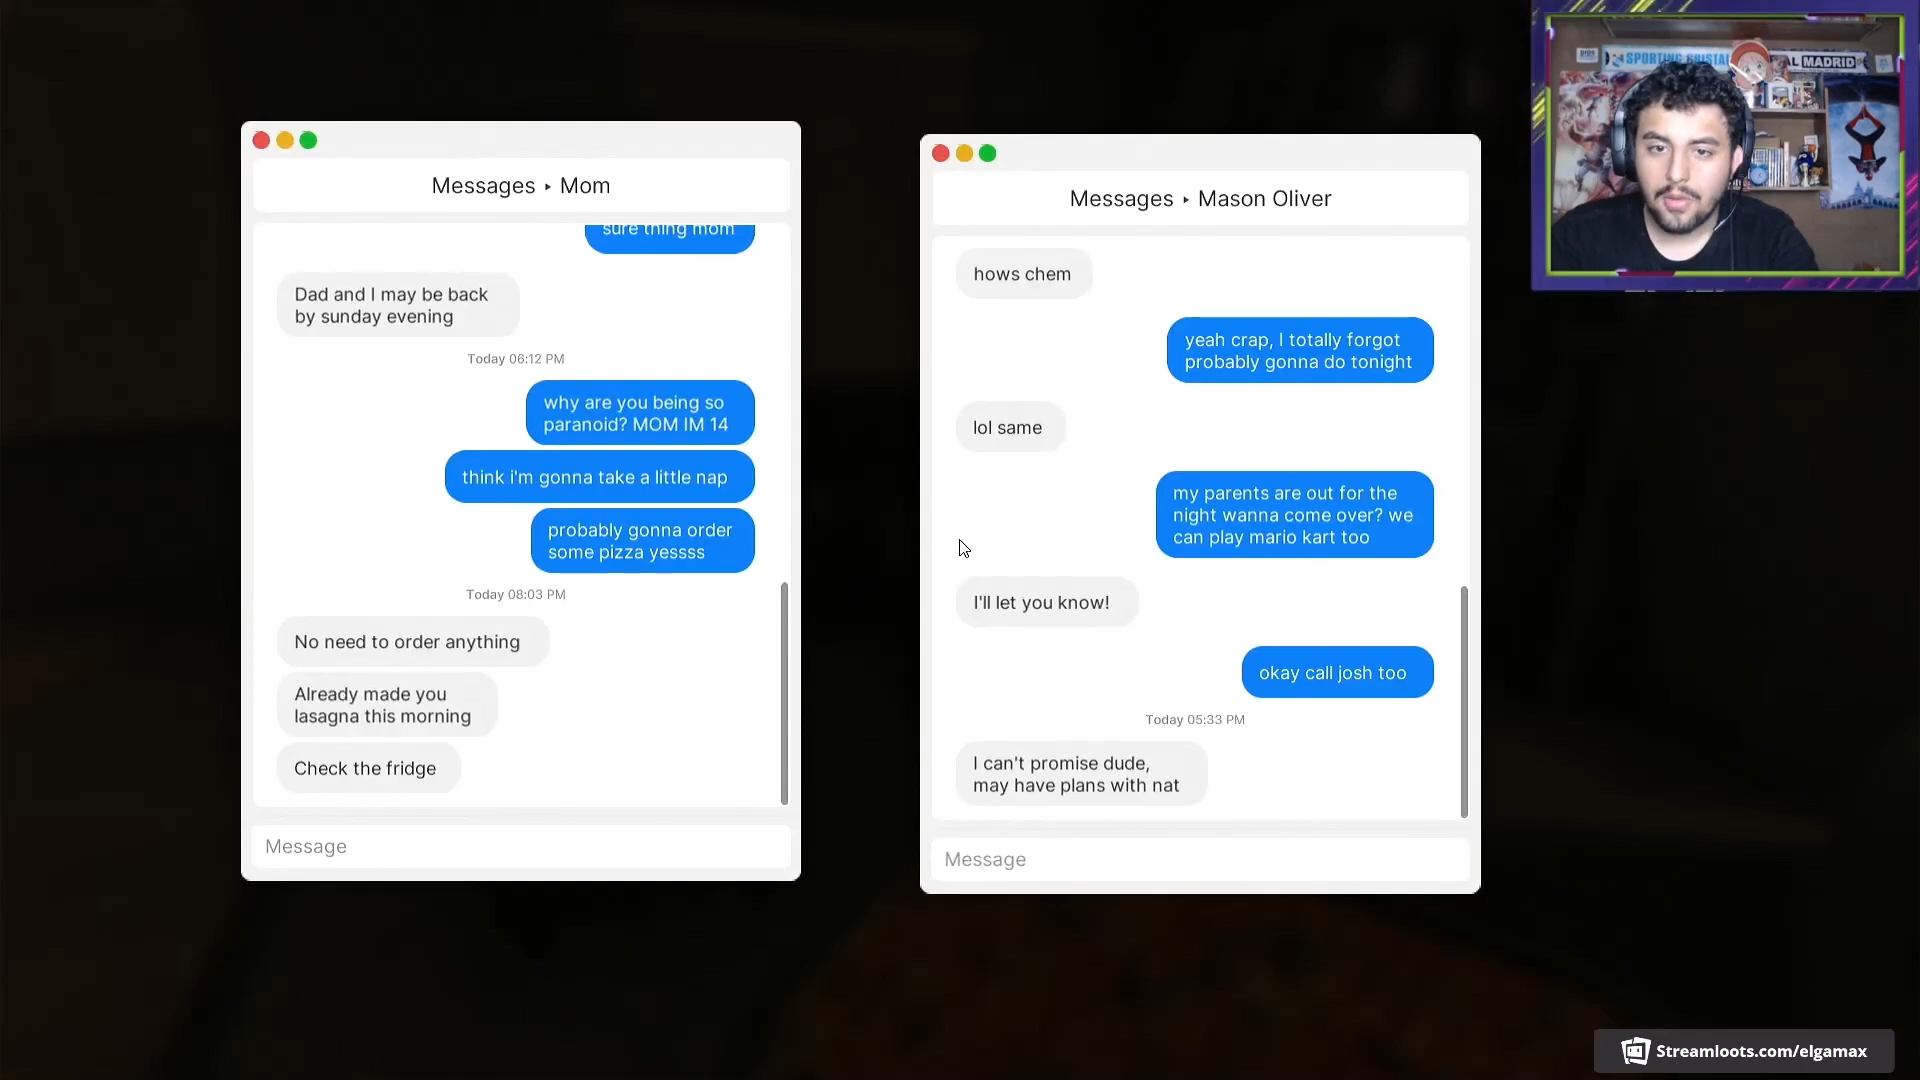 Messages ▸ Mom
sure thing mom
Dad and I may be back
by sunday evening
Today 06:12 PM
why are you being so
paranoid? MOM IM 14
think i'm gonna take a little nap
probably gonna order
some pizza yessss
Today 08:03 PM
No need to order anything
Already made you
lasagna this morning
Check the fridge
Message
Messages ▸ Mason Oliver
hows chem
yeah crap, I totally forgot
probably gonna do tonight
lol same
my parents are out for the
night wanna come over? we
can play mario kart too
I'll let you know!
okay call josh too
Today 05:33 PM
I can't promise dude,
may have plans with nat
Message
SPORTING CRISTAL
AL MADRID
Streamloots.com/elgamax